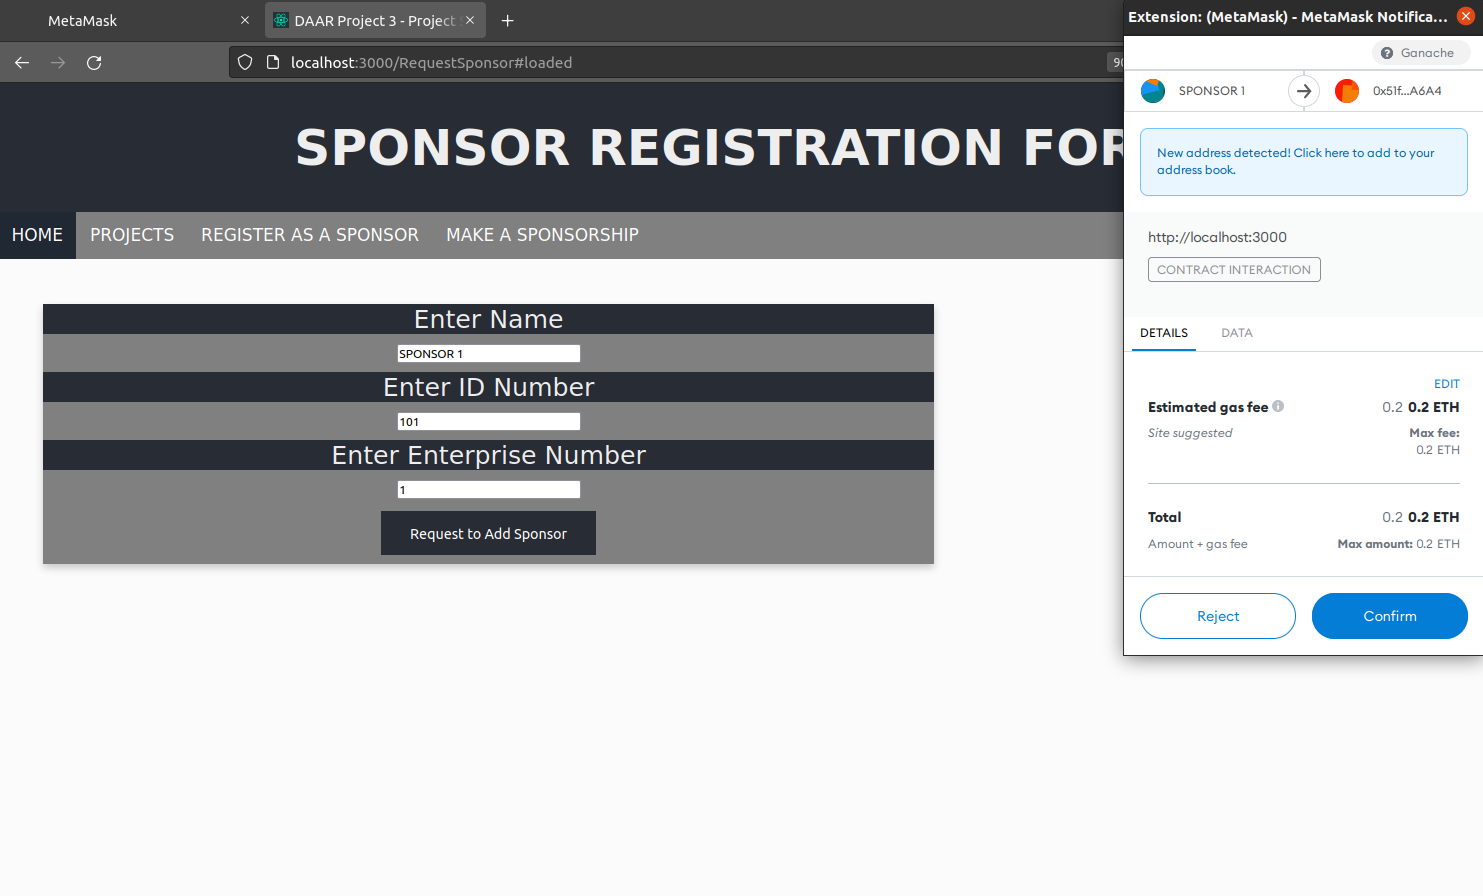 MetaMask
DAAR Project 3 - Project
localhost:3000/RequestSponsor#loaded
SPONSOR REGISTRATION FOR
HOME PROJECTS REGISTER AS A SPONSOR MAKE A SPONSORSHIP
Enter Name
SPONSOR 1
Enter ID Number
101
Enter Enterprise Number
1
Request to Add Sponsor
Extension: (MetaMask) - MetaMask Notifica...
Ganache
SPONSOR 1 0x51f...A6A4
New address detected! Click here to add to your
address book.
http://localhost:3000
CONTRACT INTERACTION
DETAILS DATA
EDIT
Estimated gas fee 0.2 0.2 ETH
Site suggested Max fee:
0.2 ETH
Total 0.2 0.2 ETH
Amount + gas fee Max amount: 0.2 ETH
Reject Confirm